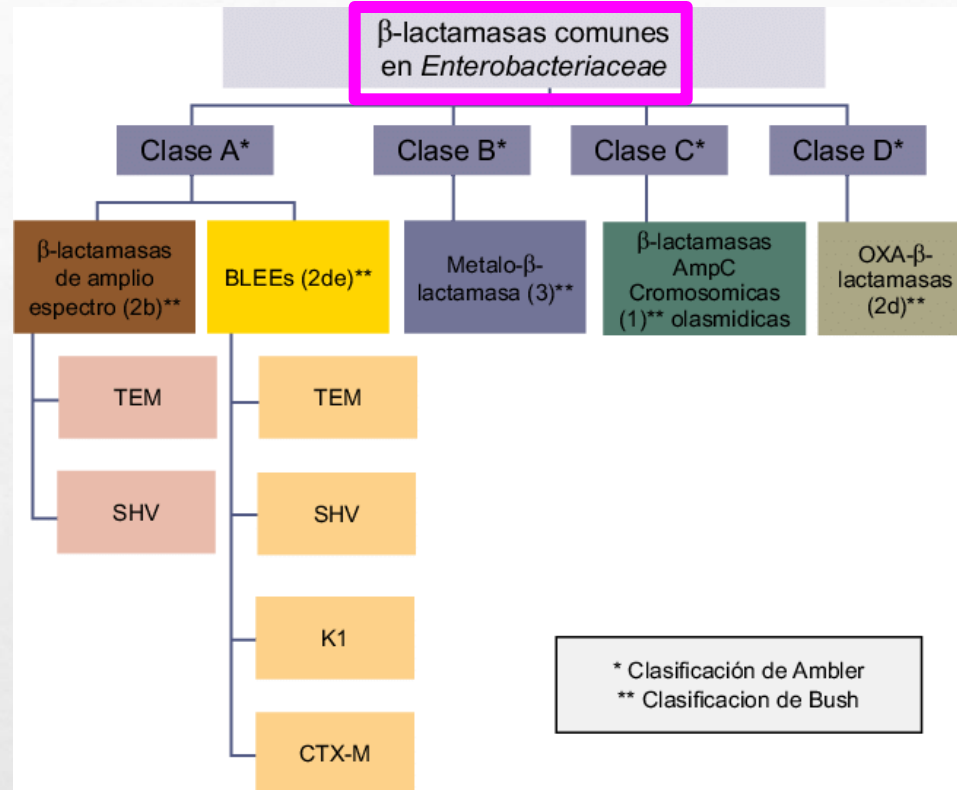 β-lactamasas comunes
en Enterobacteriaceae
Clase A*
Clase B*
Clase C*
Clase D*
β-lactamasas
de amplio
espectro (2b)**
BLEEs (2de)**
Metalo-β-
lactamasa (3)**
β-lactamasas
AmpC
Cromosomicas
(1)** olasmidicas
OXA-β-
lactamasas
(2d)**
TEM
SHV
TEM
SHV
K1
CTX-M
* Clasificación de Ambler
** Clasificacion de Bush